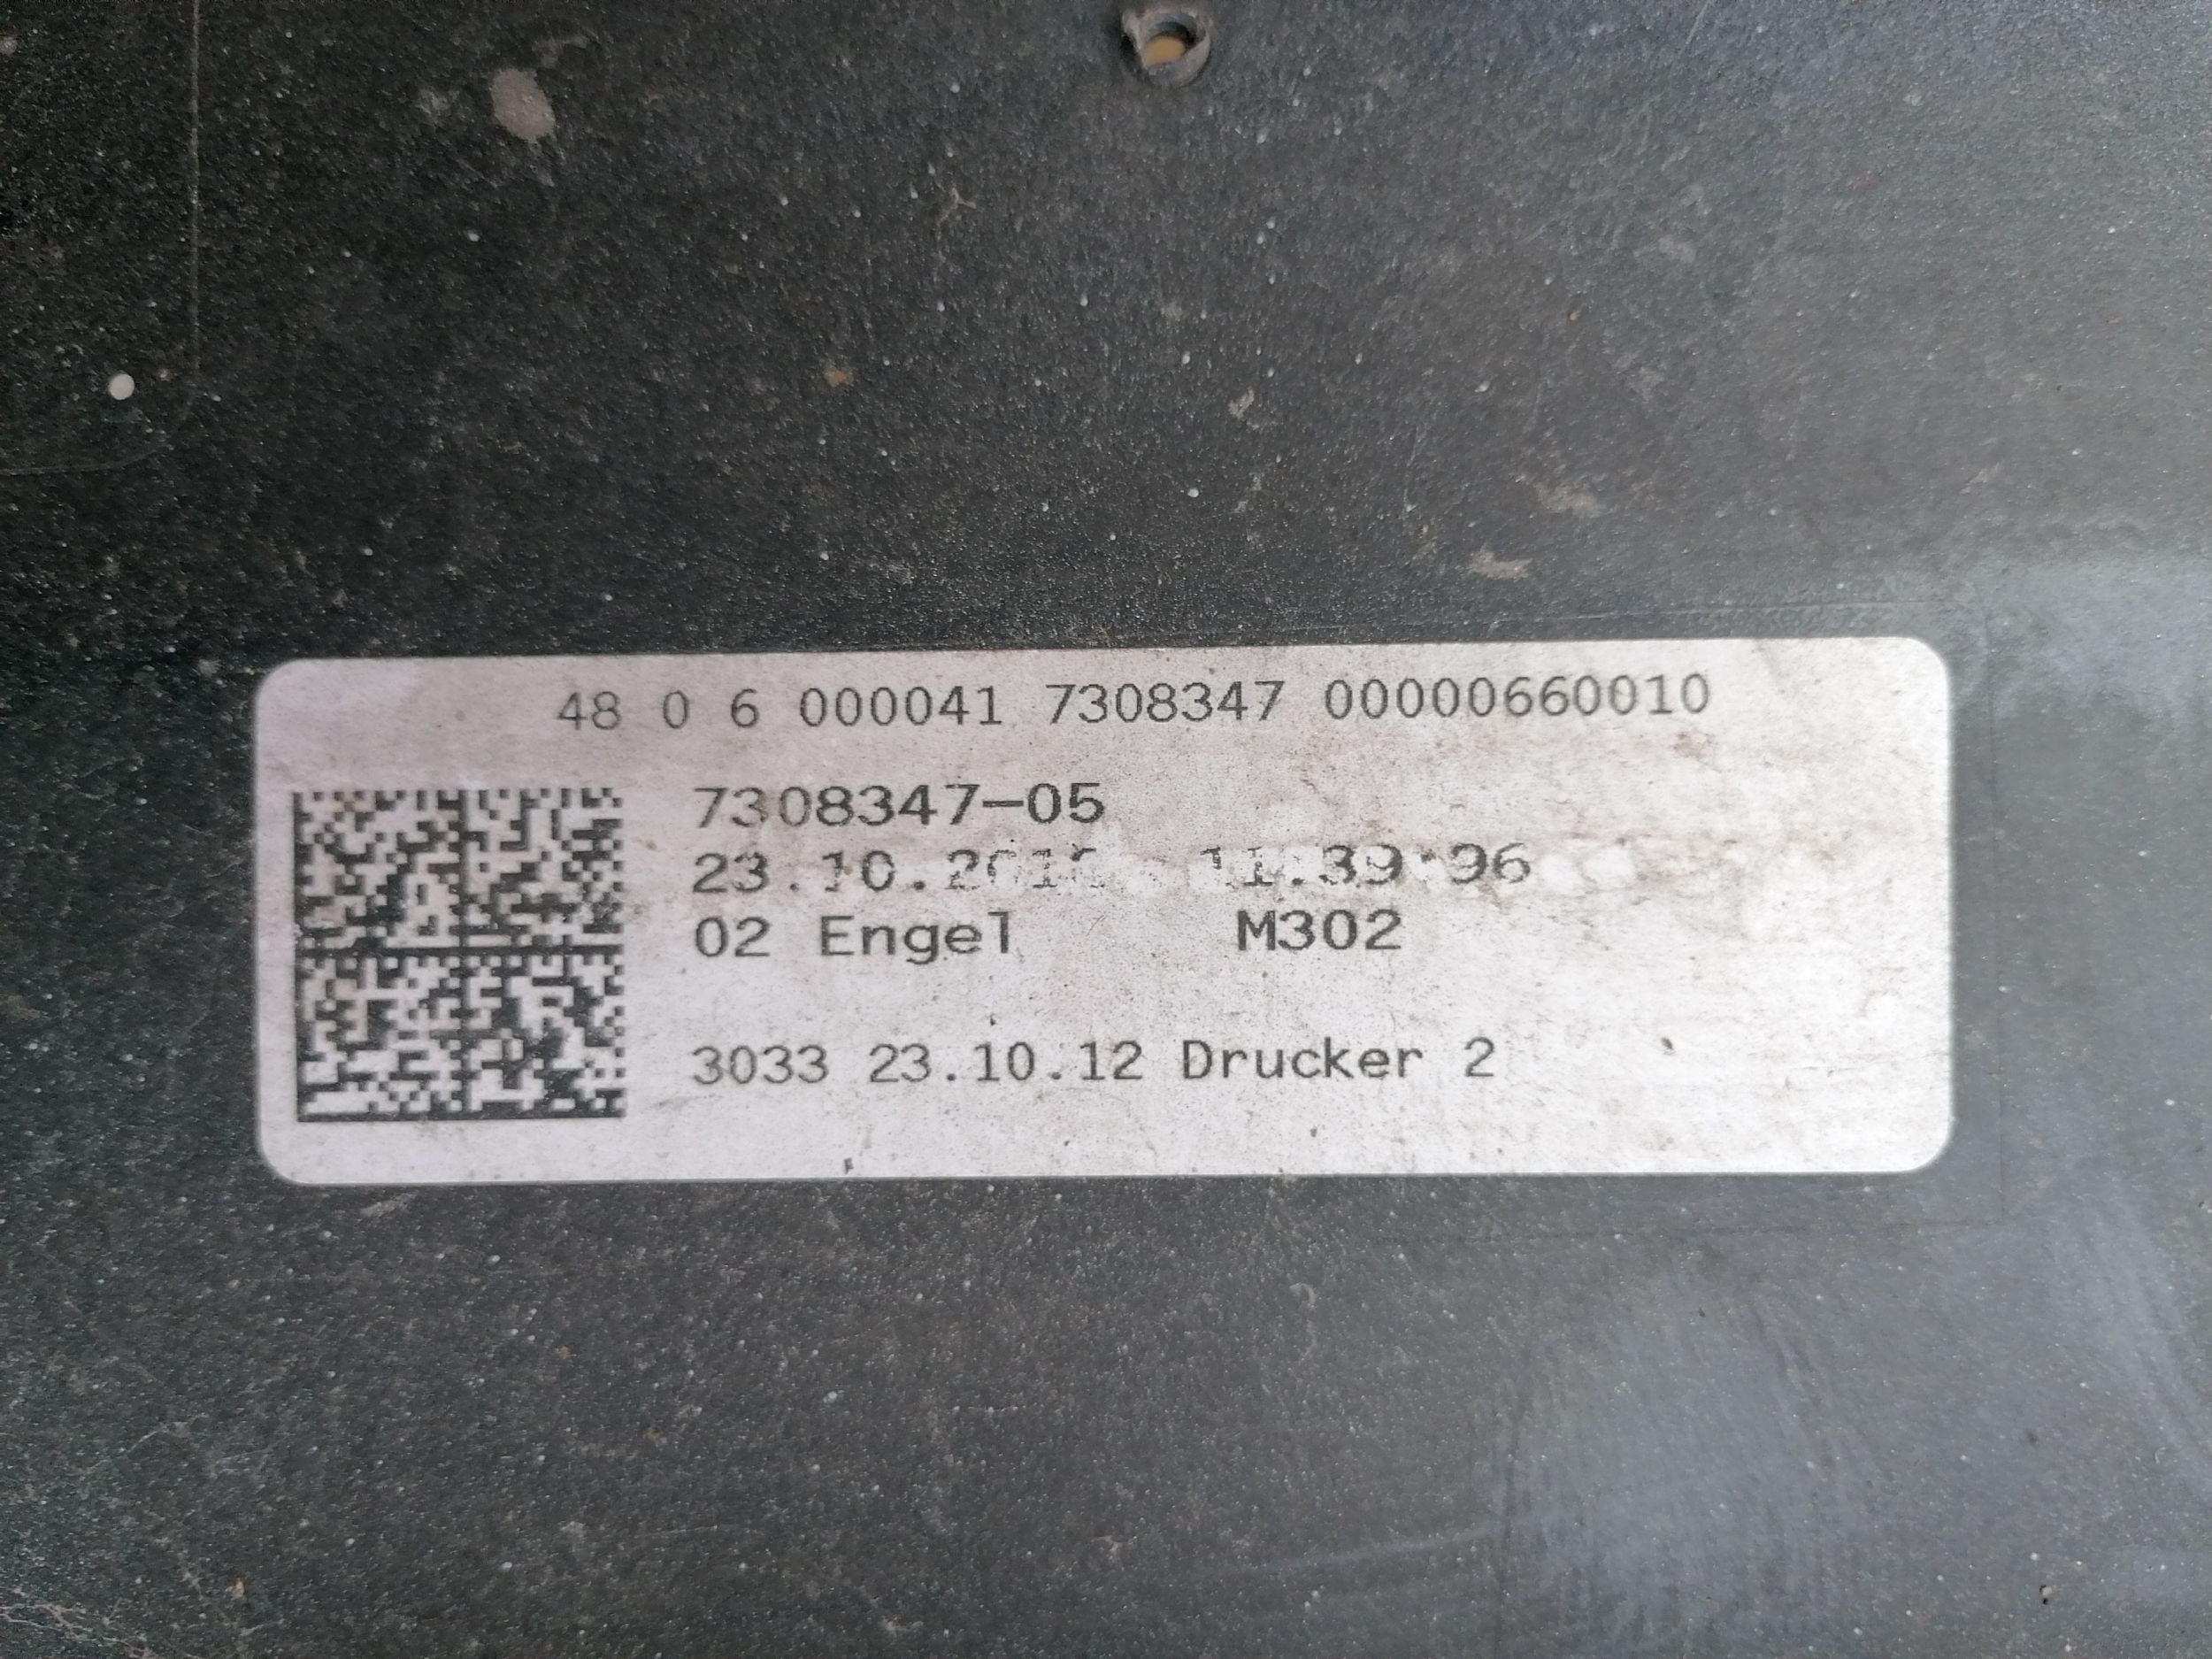 48 0 6 000041 7308347 00000660010
7308347-05
02 Engel M302
3033 23.10.12 Drucker 2